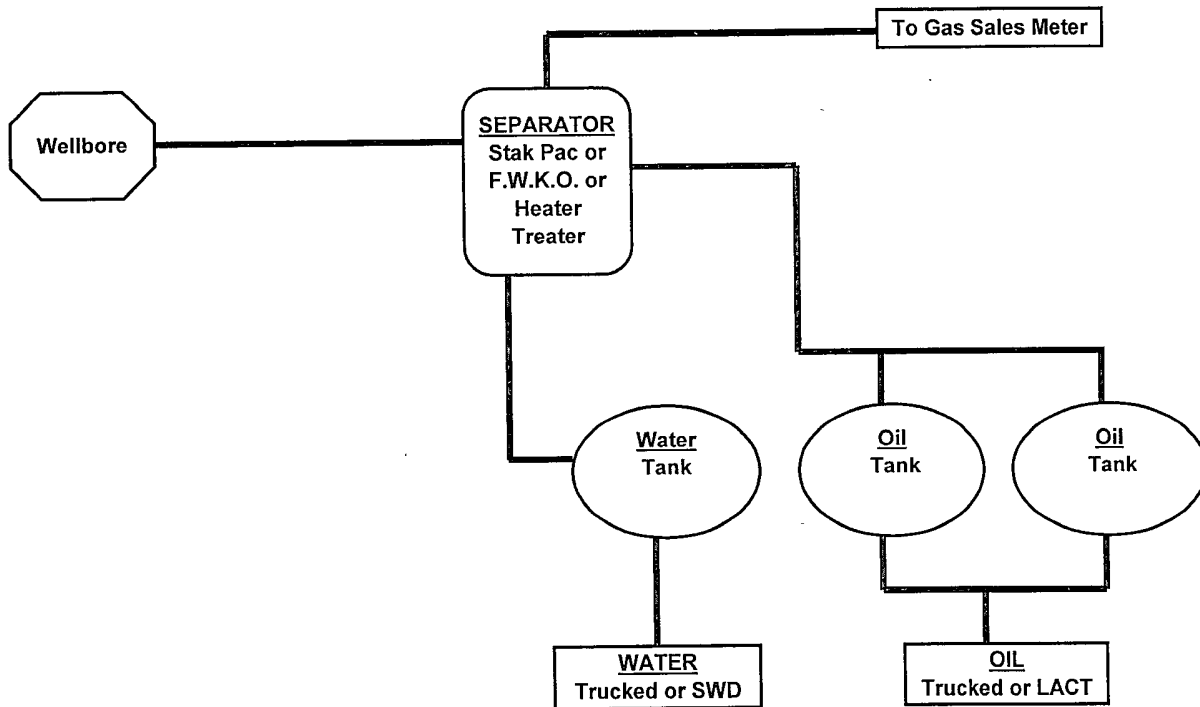 To Gas Sales Meter
Wellbore
SEPARATOR
Stak Pac or
F.W.K.O. or
Heater
Treater
Water
Tank
Oil
Tank
Oil
Tank
WATER
Trucked or SWD
OIL
Trucked or LACT